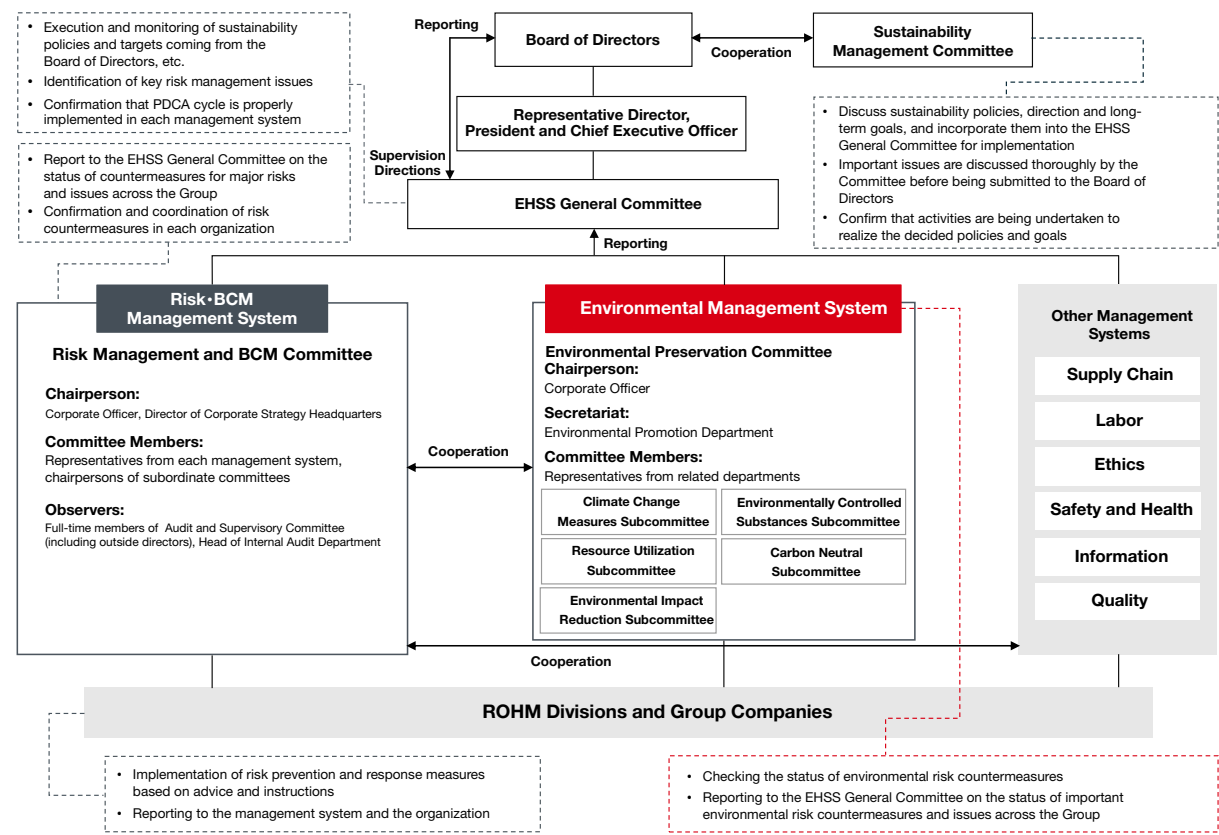 • Execution and monitoring of sustainability
policies and targets coming from the
Board of Directors, etc.
• Identification of key risk management issues
• Confirmation that PDCA cycle is properly
implemented in each management system
• Report to the EHSS General Committee on the
status of countermeasures for major risks
and issues across the Group
• Confirmation and coordination of risk
countermeasures in each organization
Reporting
Board of Directors
Cooperation
Sustainability
Management Committee
Representative Director,
President and Chief Executive Officer
Supervision
Directions
EHSS General Committee
Reporting
• Discuss sustainability policies, direction and long-
term goals, and incorporate them into the EHSS
General Committee for implementation
• Important issues are discussed thoroughly by the
Committee before being submitted to the Board of
Directors
• Confirm that activities are being undertaken to
realize the decided policies and goals
Risk・BCM
Management System
Risk Management and BCM Committee
Chairperson:
Corporate Officer, Director of Corporate Strategy Headquarters
Committee Members:
Representatives from each management system,
chairpersons of subordinate committees
Observers:
Full-time members of Audit and Supervisory Committee
(including outside directors), Head of Internal Audit Department
Cooperation
Environmental Management System
Environmental Preservation Committee
Chairperson:
Corporate Officer
Secretariat:
Environmental Promotion Department
Committee Members:
Representatives from related departments
Climate Change
Measures Subcommittee
Environmentally Controlled
Substances Subcommittee
Resource Utilization
Subcommittee
Carbon Neutral
Subcommittee
Environmental Impact
Reduction Subcommittee
Other Management
Systems
Supply Chain
Labor
Ethics
Safety and Health
Information
Quality
Cooperation
ROHM Divisions and Group Companies
• Implementation of risk prevention and response measures
based on advice and instructions
• Reporting to the management system and the organization
• Checking the status of environmental risk countermeasures
• Reporting to the EHSS General Committee on the status of important
environmental risk countermeasures and issues across the Group